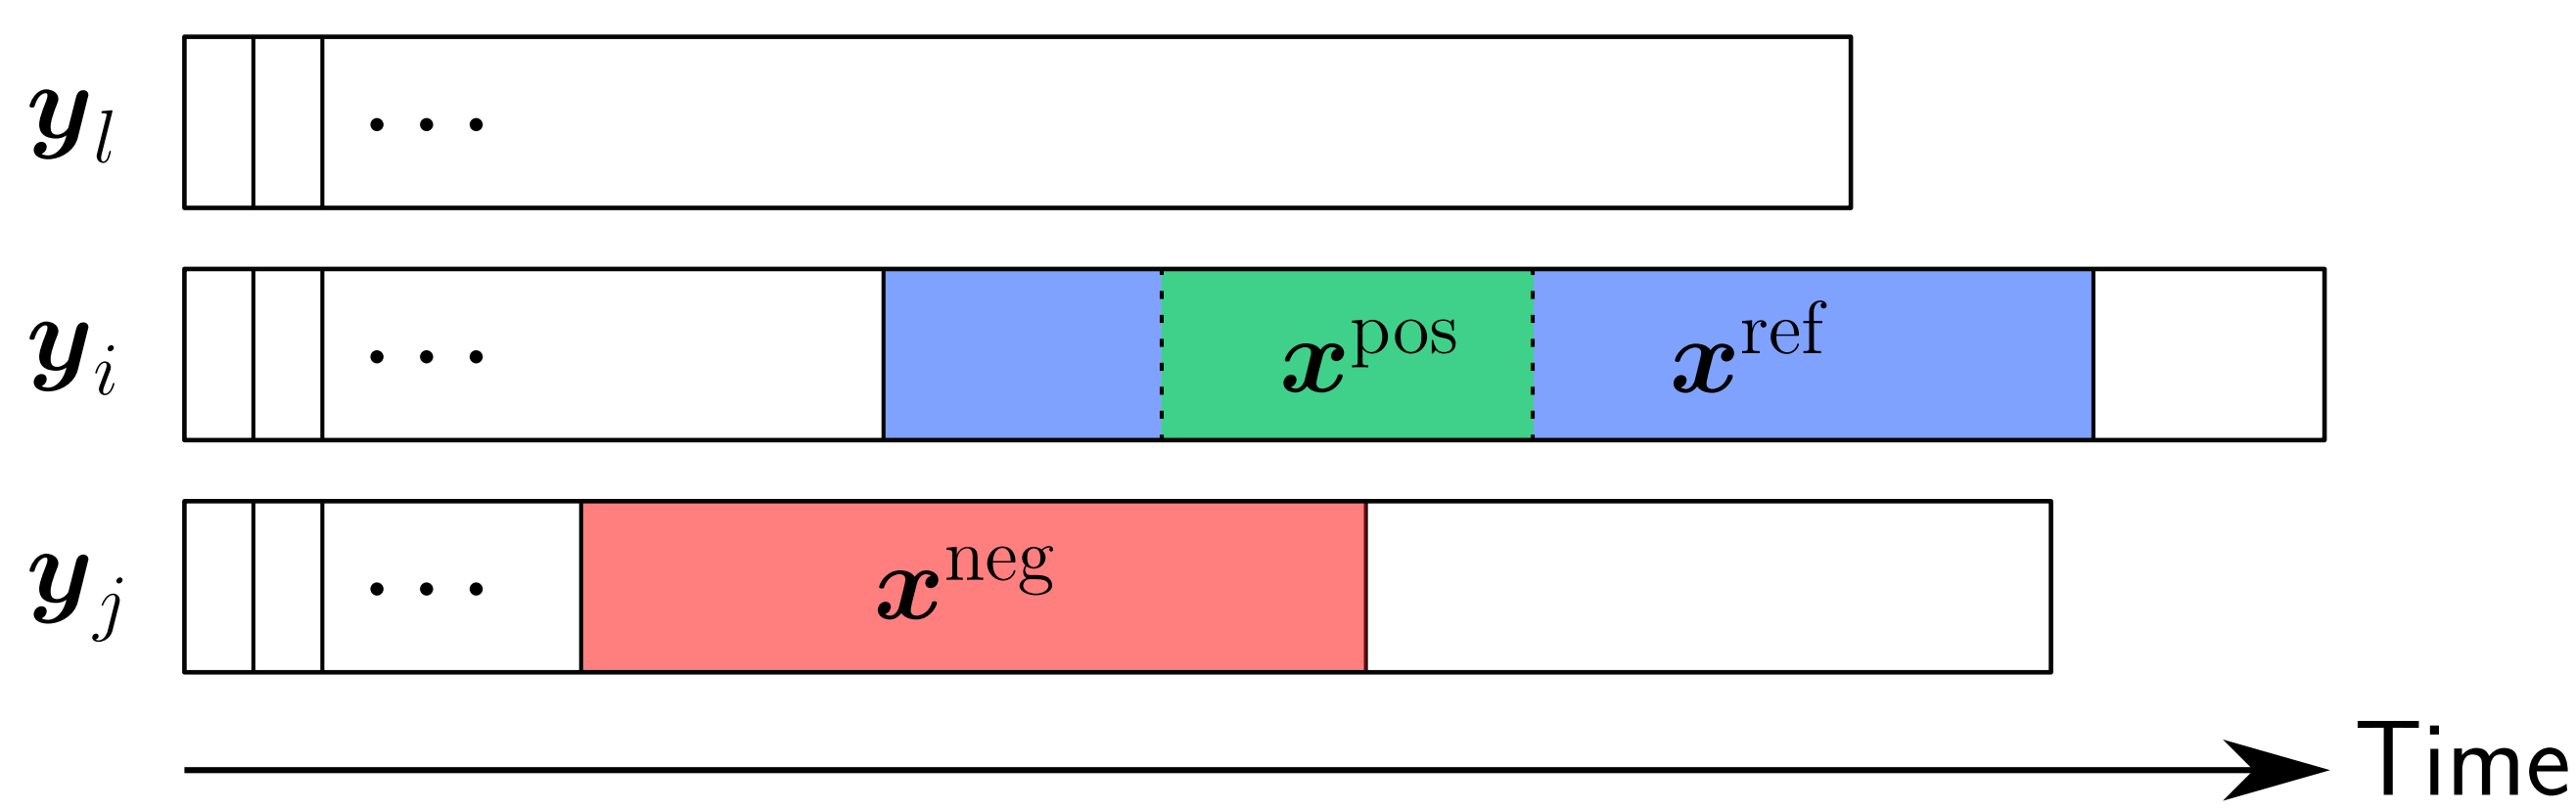 y_l ...
y_i ... x^pos x^ref
y_j ... x^neg
Time